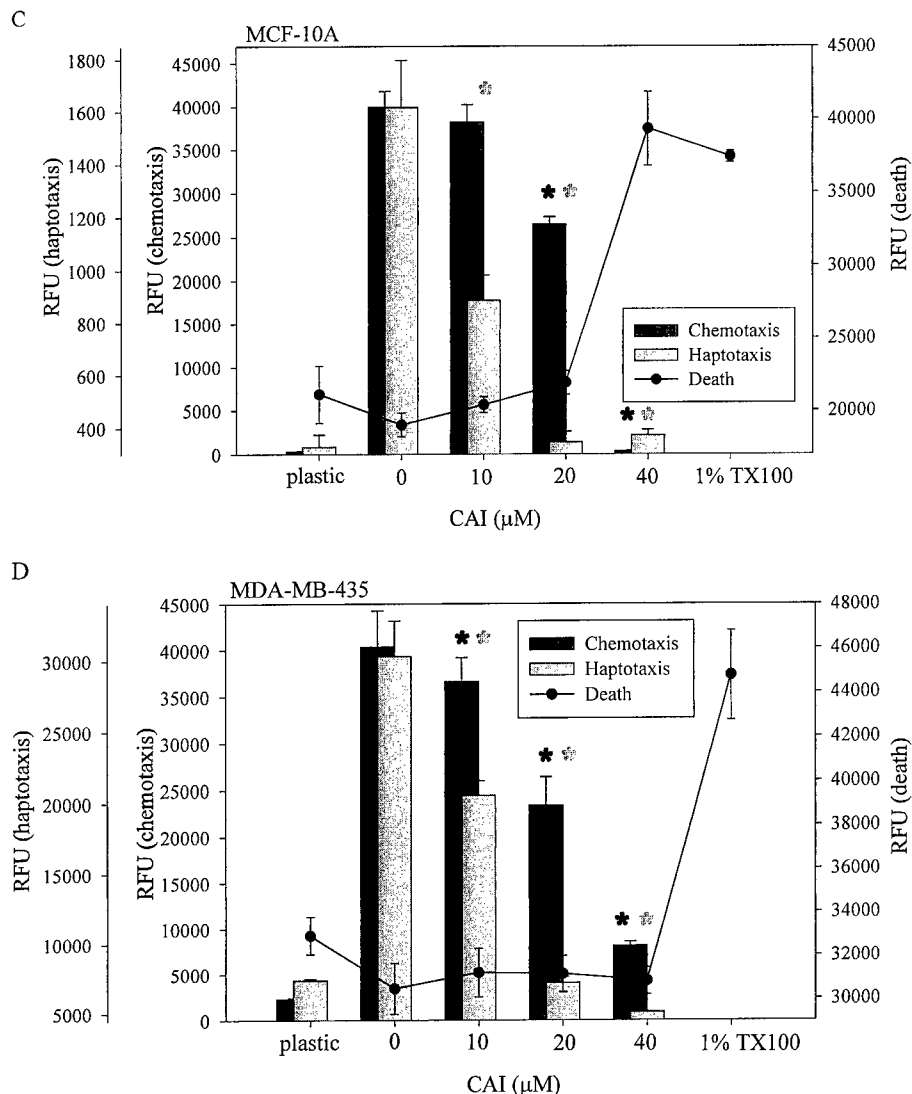 C
MCF-10A
1800
1600
1400
1200
1000
800
600
400
RFU (haptotaxis)
45000
40000
35000
30000
25000
20000
15000
10000
5000
0
RFU (chemotaxis)
45000
40000
35000
30000
25000
20000
RFU (death)
Chemotaxis
Haptotaxis
Death
* *
plastic 0 10 20 40 1% TX100
CAI (μM)
D
MDA-MB-435
30000
25000
20000
15000
10000
5000
RFU (haptotaxis)
45000
40000
35000
30000
25000
20000
15000
10000
5000
0
RFU (chemotaxis)
48000
46000
44000
42000
40000
38000
36000
34000
32000
30000
RFU (death)
Chemotaxis
Haptotaxis
Death
plastic 0 10 20 40 1% TX100
CAI (μM)